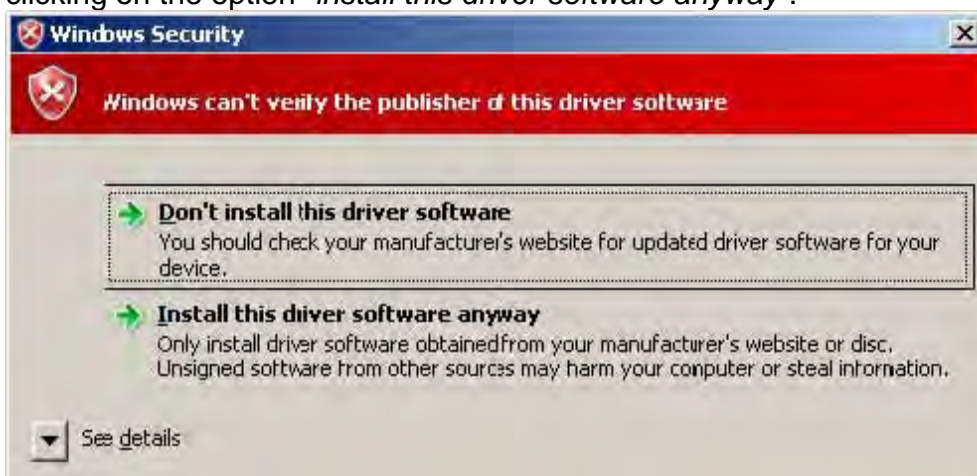 clicking on the option "install this driver software anyway".
Windows Security
Windows can't verify the publisher of this driver software
Don't install this driver software
You should check your manufacturer's website for updated driver software for your
device.
Install this driver software anyway
Only install driver software obtained from your manufacturer's website or disc.
Unsigned software from other sources may harm your computer or steal information.
See details